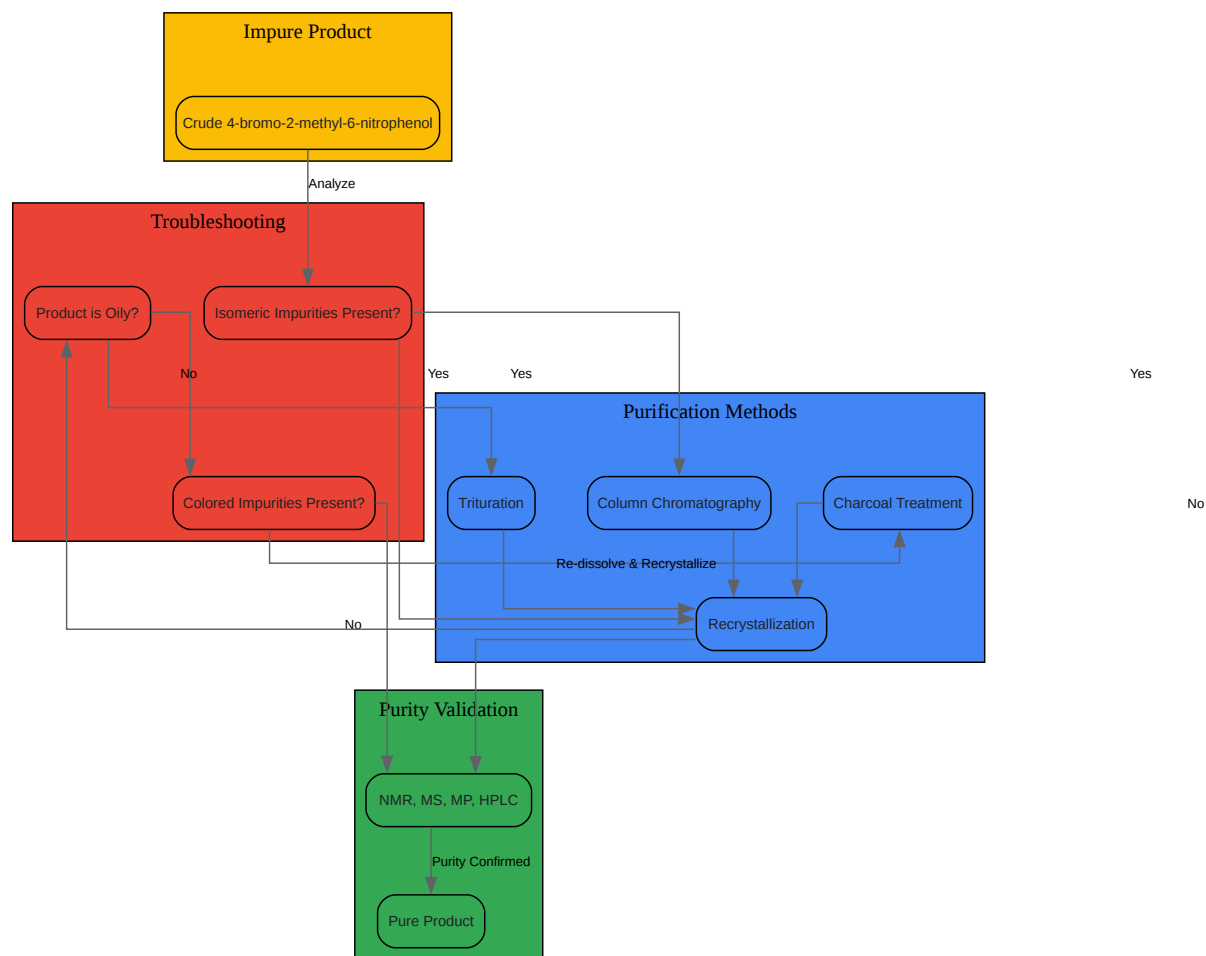 Impure Product
Crude 4-bromo-2-methyl-6-nitrophenol
Analyze
Troubleshooting
Product is Oily?
Isomeric Impurities Present?
No
Yes
Yes
Yes
Purification Methods
Colored Impurities Present?
Trituration
Column Chromatography
Charcoal Treatment
No
Re-dissolve & Recrystallize
No
Recrystallization
Purity Validation
NMR, MS, MP, HPLC
Purity Confirmed
Pure Product